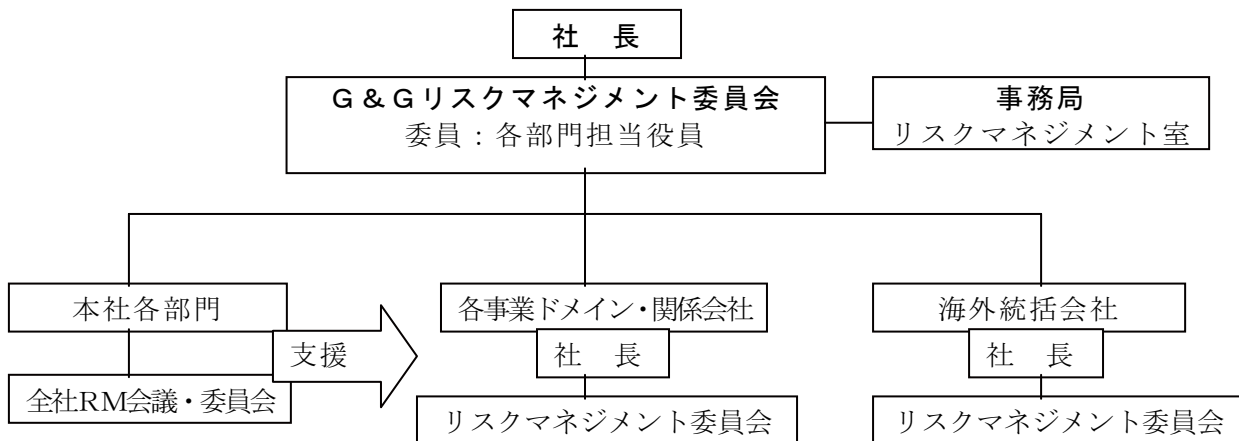 社 長
G&Gリスクマネジメント委員会
委員:各部門担当役員
事務局
リスクマネジメント室
本社各部門
支援
全社RM会議・委員会
各事業ドメイン・関係会社
社 長
リスクマネジメント委員会
海外統括会社
社 長
リスクマネジメント委員会